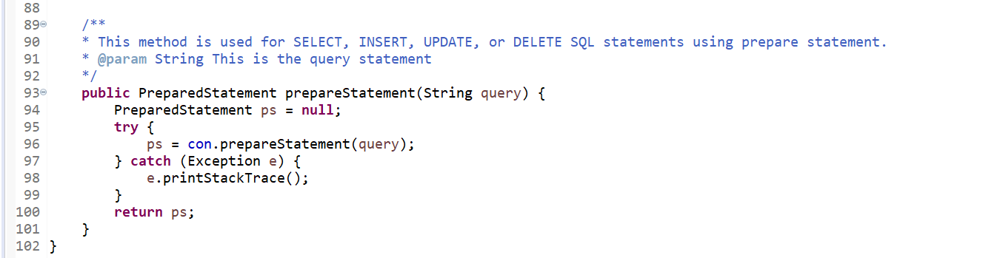 88
89 /**
90 * This method is used for SELECT, INSERT, UPDATE, or DELETE SQL statements using prepare statement.
91 * @param String This is the query statement
92 */
93 public PreparedStatement prepareStatement(String query) {
94 PreparedStatement ps = null;
95 try {
96 ps = con.prepareStatement(query);
97 } catch (Exception e) {
98 e.printStackTrace();
99 }
100 return ps;
101 }
102 }